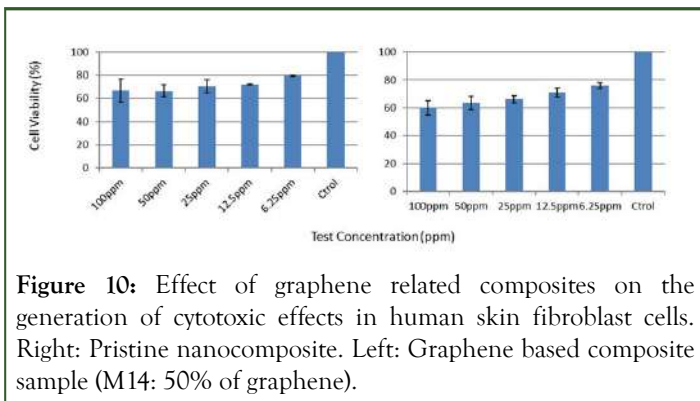 100
80
60
40
20
0
Cell Viability (%)
100ppm
50ppm
25ppm
12.5ppm
6.25ppm
Ctrol
100
80
60
40
20
0
100ppm 50ppm 25ppm 12.5ppm 6.25ppm Ctrol
Test Concentration (ppm)
Figure 10: Effect of graphene related composites on the
generation of cytotoxic effects in human skin fibroblast cells.
Right: Pristine nanocomposite. Left: Graphene based composite
sample (M14: 50% of graphene).